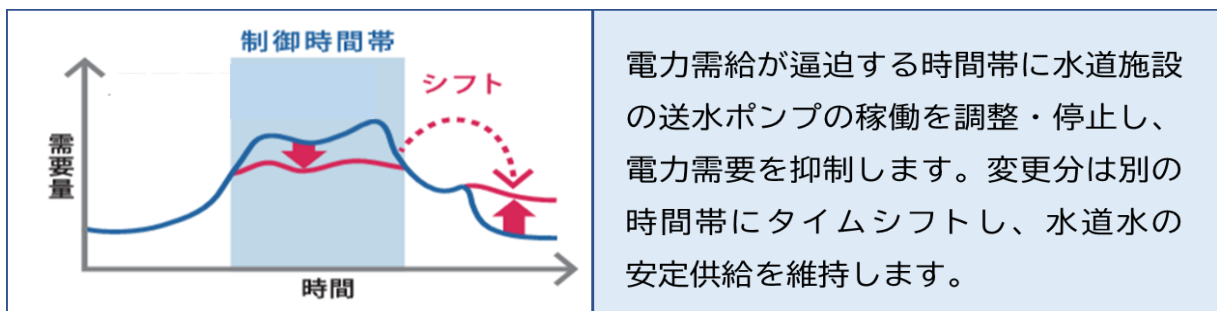 制御時間帯
シフト
需要量
時間
電力需給が逼迫する時間帯に水道施設
の送水ポンプの稼働を調整・停止し、
電力需要を抑制します。変更分は別の
時間帯にタイムシフトし、水道水の
安定供給を維持します。